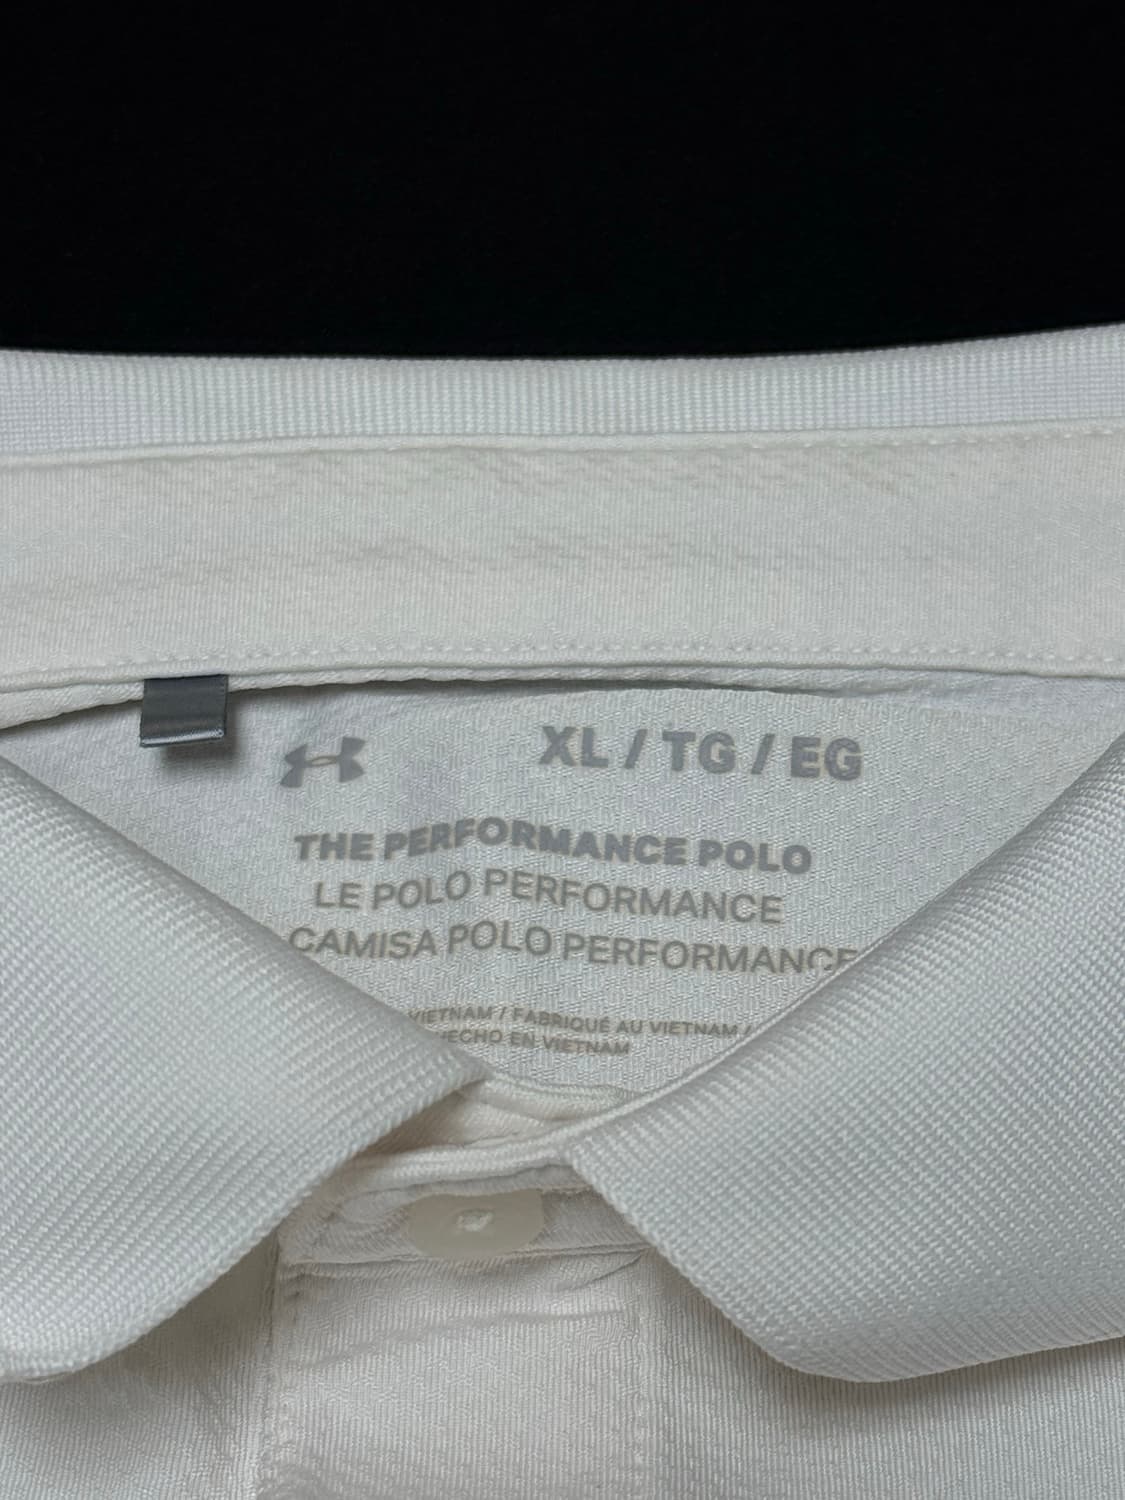 XL / TG / EG
THE PERFORMANCE POLO
LE POLO PERFORMANCE
CAMISA POLO PERFORMANCE
VIETNAM / FABRIQUÉ AU VIETNAM /
HECHO EN VIETNAM